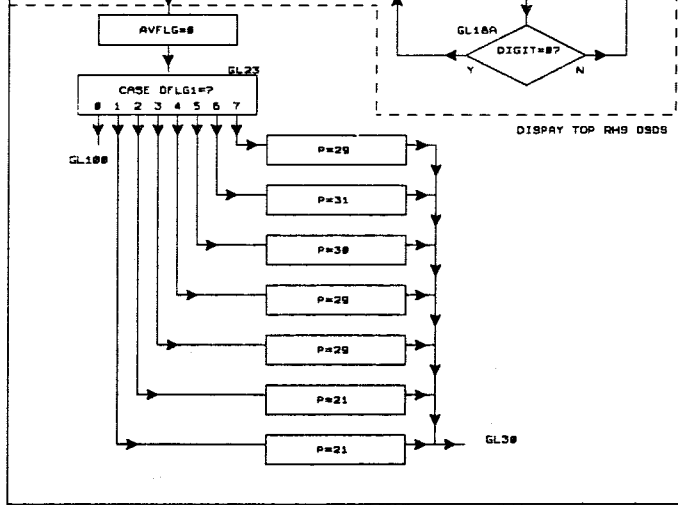 GL18A
AVFLG=0
DIGIT=0?
Y N
GL23
CASE DFLG1=?
0 1 2 3 4 5 6 7
DISPAY TOP RHS DSDS
GL100
P=29
P=31
P=30
P=29
P=29
P=21
P=21
GL30